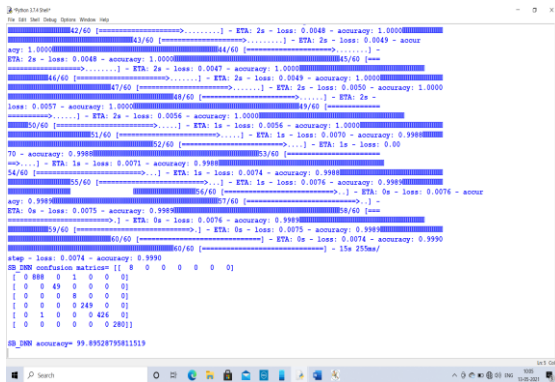 *Python 3.7.4 Shell*
File Edit Shell Debug Options Window Help
42/60 [====================>.........] - ETA: 2s - loss: 0.0048 - accuracy: 1.0000
43/60 [====================>.........] - ETA: 2s - loss: 0.0049 - accur
acy: 1.0000 44/60 [=====================>........] -
ETA: 2s - loss: 0.0048 - accuracy: 1.0000 45/60 [===
===================>.......] - ETA: 2s - loss: 0.0047 - accuracy: 1.0000
46/60 [======================>.......] - ETA: 2s - loss: 0.0049 - accuracy: 1.0000
47/60 [======================>.......] - ETA: 2s - loss: 0.0050 - accuracy: 1.0000
48/60 [=======================>......] - ETA: 2s -
loss: 0.0057 - accuracy: 1.0000 49/60 [=============
==========>......] - ETA: 2s - loss: 0.0056 - accuracy: 1.0000
50/60 [========================>.....] - ETA: 1s - loss: 0.0056 - accuracy: 1.0000
51/60 [========================>.....] - ETA: 1s - loss: 0.0070 - accuracy: 0.9988
52/60 [=========================>....] - ETA: 1s - loss: 0.00
70 - accuracy: 0.9988 53/60 [======================
==>....] - ETA: 1s - loss: 0.0071 - accuracy: 0.9988
54/60 [==========================>...] - ETA: 1s - loss: 0.0074 - accuracy: 0.9988
55/60 [==========================>...] - ETA: 1s - loss: 0.0076 - accuracy: 0.9989
56/60 [===========================>..] - ETA: 0s - loss: 0.0076 - accur
acy: 0.9989 57/60 [===========================>..] -
ETA: 0s - loss: 0.0075 - accuracy: 0.9989 58/60 [===
=========================>.] - ETA: 0s - loss: 0.0076 - accuracy: 0.9989
59/60 [============================>.] - ETA: 0s - loss: 0.0075 - accuracy: 0.9989
60/60 [==============================] - ETA: 0s - loss: 0.0074 - accuracy: 0.9990
60/60 [==============================] - 15s 255ms/
step - loss: 0.0074 - accuracy: 0.9990
SB_DNN confusion matrics= [[ 8 0 0 0 0 0 0]
[ 0 888 0 1 0 0 0]
[ 0 0 49 0 0 0 0]
[ 0 0 0 8 0 0 0]
[ 0 0 0 0 249 0 0]
[ 0 1 0 0 0 426 0]
[ 0 0 0 0 0 0 280]]
SB_DNN accuracy= 99.89528795811519
Search
ENG
13-05-2021